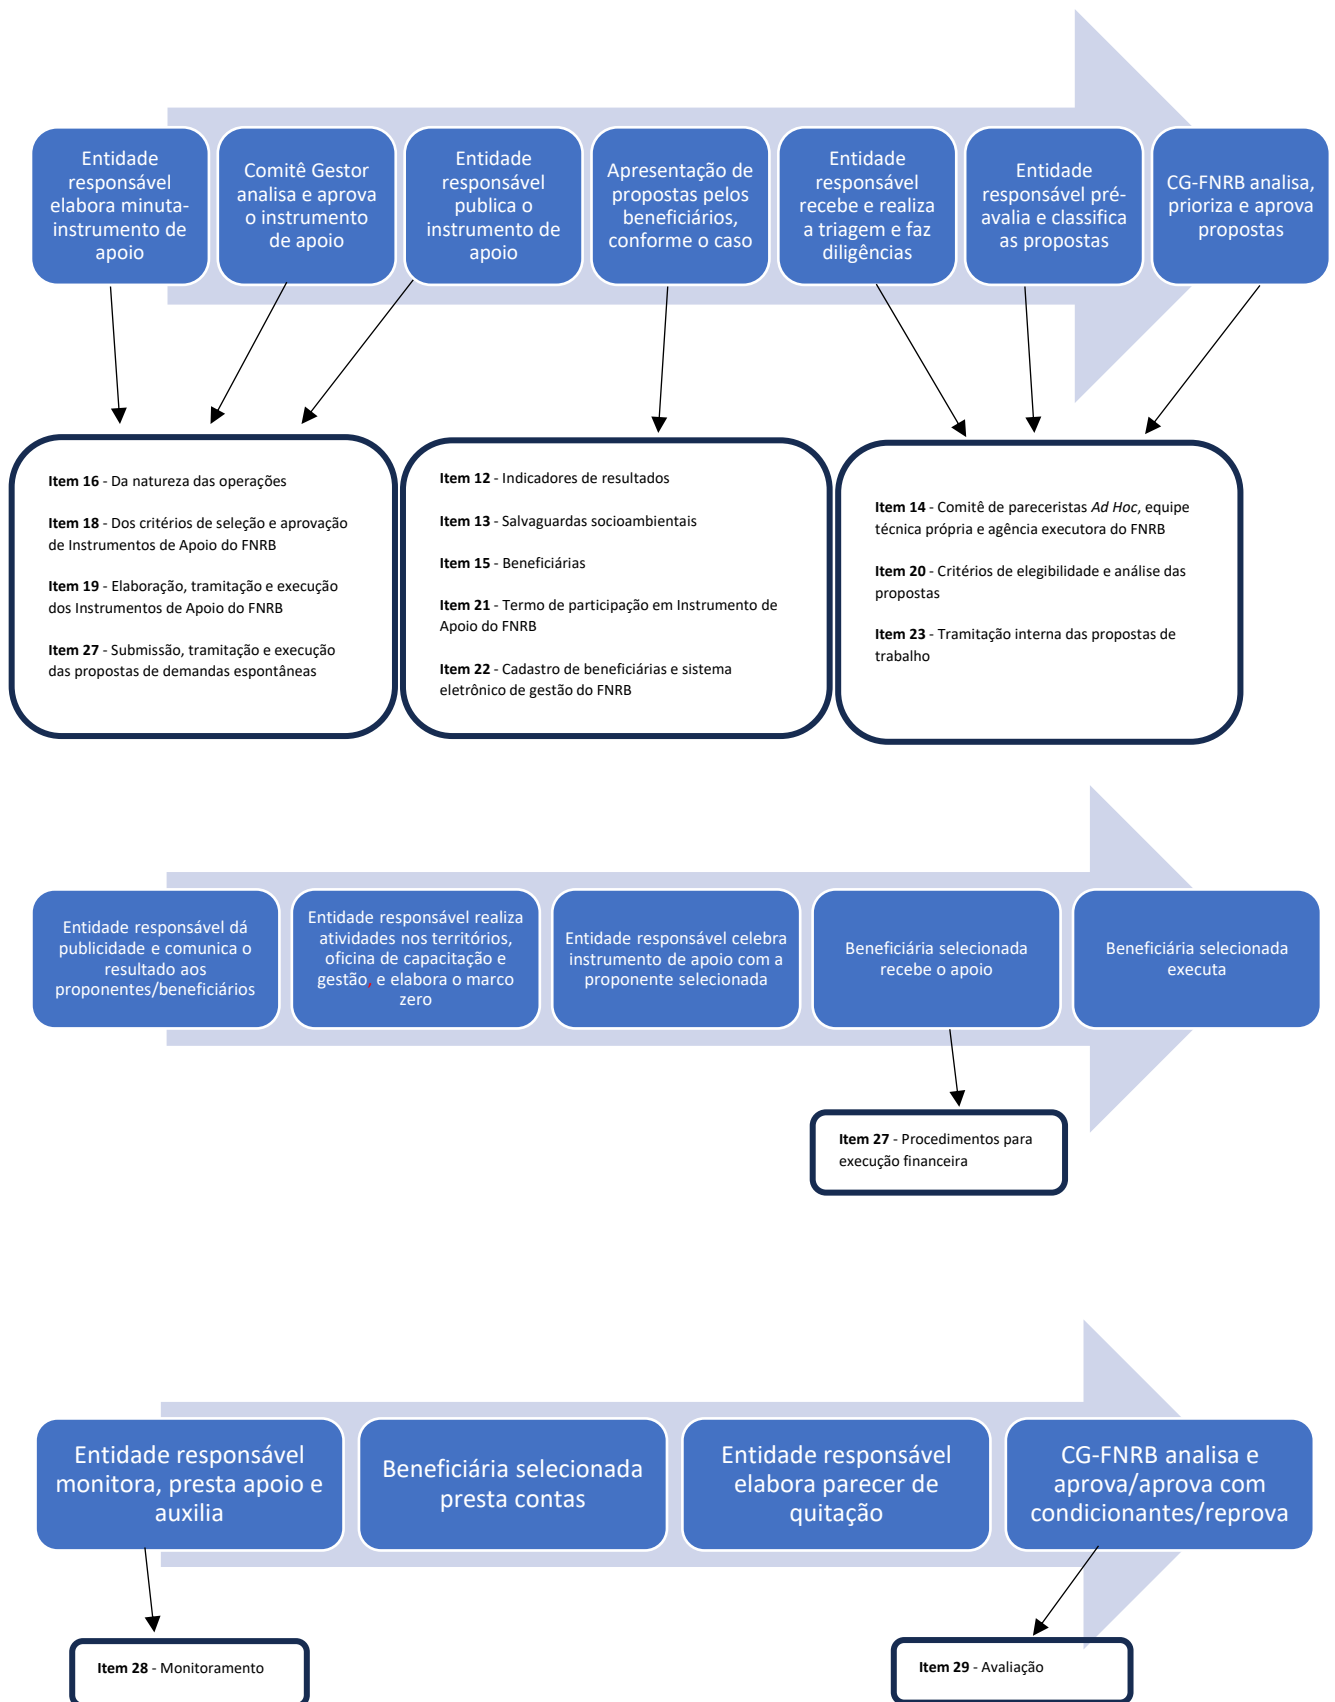 Entidade
responsável
elabora minuta-
instrumento de
apoio
Comitê Gestor
analisa e aprova
o instrumento
de apoio
Entidade
responsável
publica o
instrumento de
apoio
Apresentação de
propostas pelos
beneficiários,
conforme o caso
Entidade
responsável
recebe e realiza
a triagem e faz
diligências
Entidade
responsável pré-
avalia e classifica
as propostas
CG-FNRB analisa,
prioriza e aprova
propostas
Item 16 - Da natureza das operações
Item 18 - Dos critérios de seleção e aprovação
de Instrumentos de Apoio do FNRB
Item 19 - Elaboração, tramitação e execução
dos Instrumentos de Apoio do FNRB
Item 27 - Submissão, tramitação e execução
das propostas de demandas espontâneas
Item 12 - Indicadores de resultados
Item 13 - Salvaguardas socioambientais
Item 15 - Beneficiárias
Item 21 - Termo de participação em Instrumento de
Apoio do FNRB
Item 22 - Cadastro de beneficiárias e sistema
eletrônico de gestão do FNRB
Item 14 - Comitê de pareceristas Ad Hoc, equipe
técnica própria e agência executora do FNRB
Item 20 - Critérios de elegibilidade e análise das
propostas
Item 23 - Tramitação interna das propostas de
trabalho
Entidade responsável dá
publicidade e comunica o
resultado aos
proponentes/beneficiários
Entidade responsável realiza
atividades nos territórios,
oficina de capacitação e
gestão, e elabora o marco
zero
Entidade responsável celebra
instrumento de apoio com a
proponente selecionada
Beneficiária selecionada
recebe o apoio
Beneficiária selecionada
executa
Item 27 - Procedimentos para
execução financeira
Entidade responsável
monitora, presta apoio e
auxilia
Beneficiária selecionada
presta contas
Entidade responsável
elabora parecer de
quitação
CG-FNRB analisa e
aprova/aprova com
condicionantes/reprova
Item 28 - Monitoramento
Item 29 - Avaliação